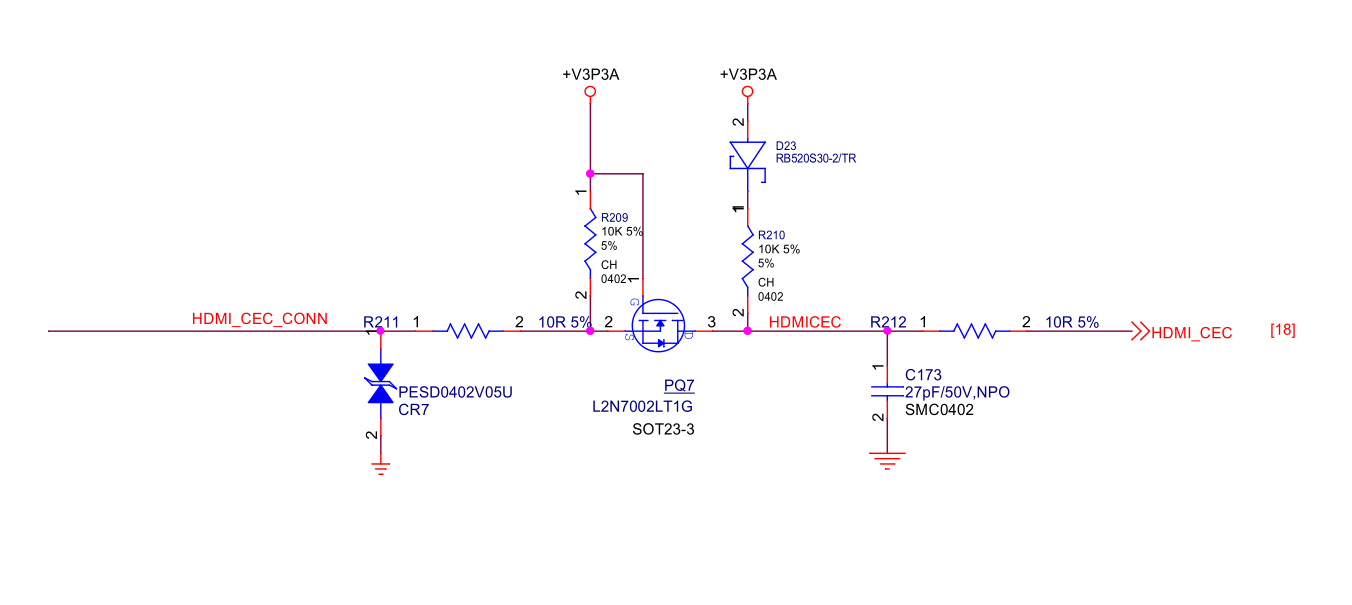 +V3P3A
+V3P3A
2
D23
RB520S30-2/TR
1
R209
10K 5%
5%
CH
0402
2
1
1
R210
10K 5%
5%
CH
0402
2
HDMI_CEC_CONN
R211
1
2
10R 5%
2
G
S
D
3
HDMICEC
R212
1
2
10R 5%
HDMI_CEC
[18]
1
PESD0402V05U
CR7
2
PQ7
L2N7002LT1G
SOT23-3
1
C173
27pF/50V,NPO
SMC0402
2